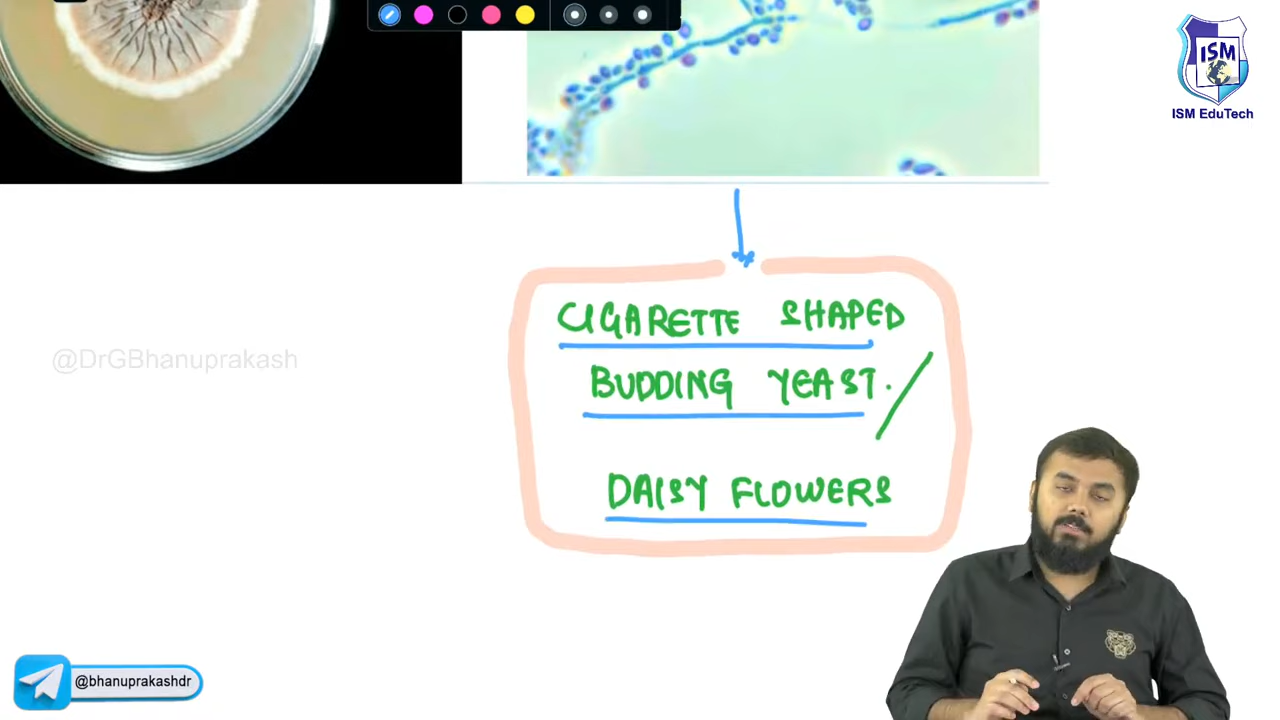 ISM
ISM EduTech
CIGARETTE SHAPED
BUDDING YEAST. /
@DrGBhanuprakash
DAISY FLOWERS
@bhanuprakashdr